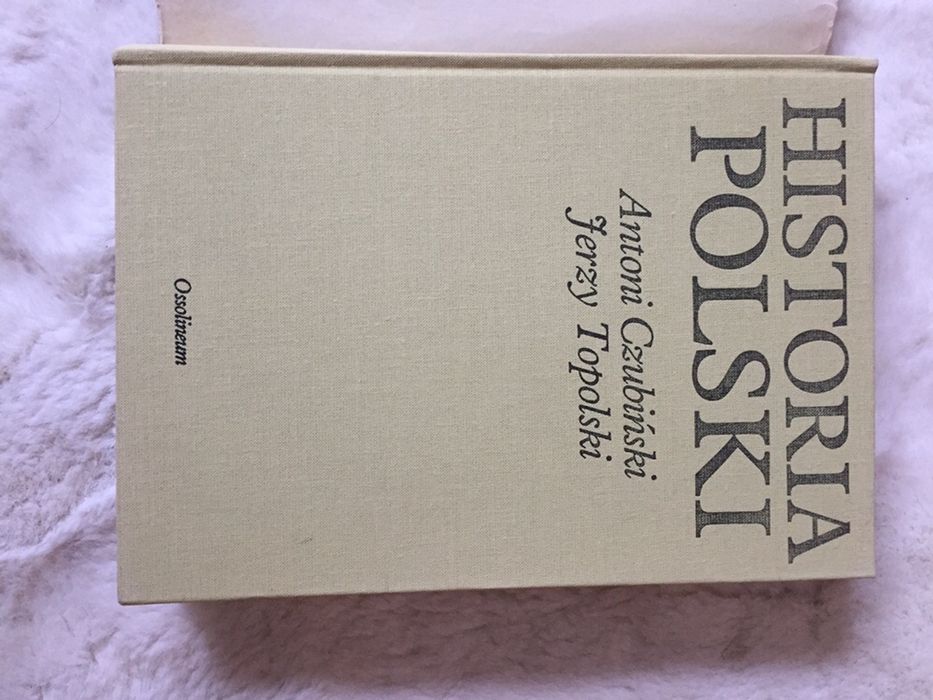 HISTORIA
POLSKI
Antoni Czubiński
Jerzy Topolski
Ossolineum